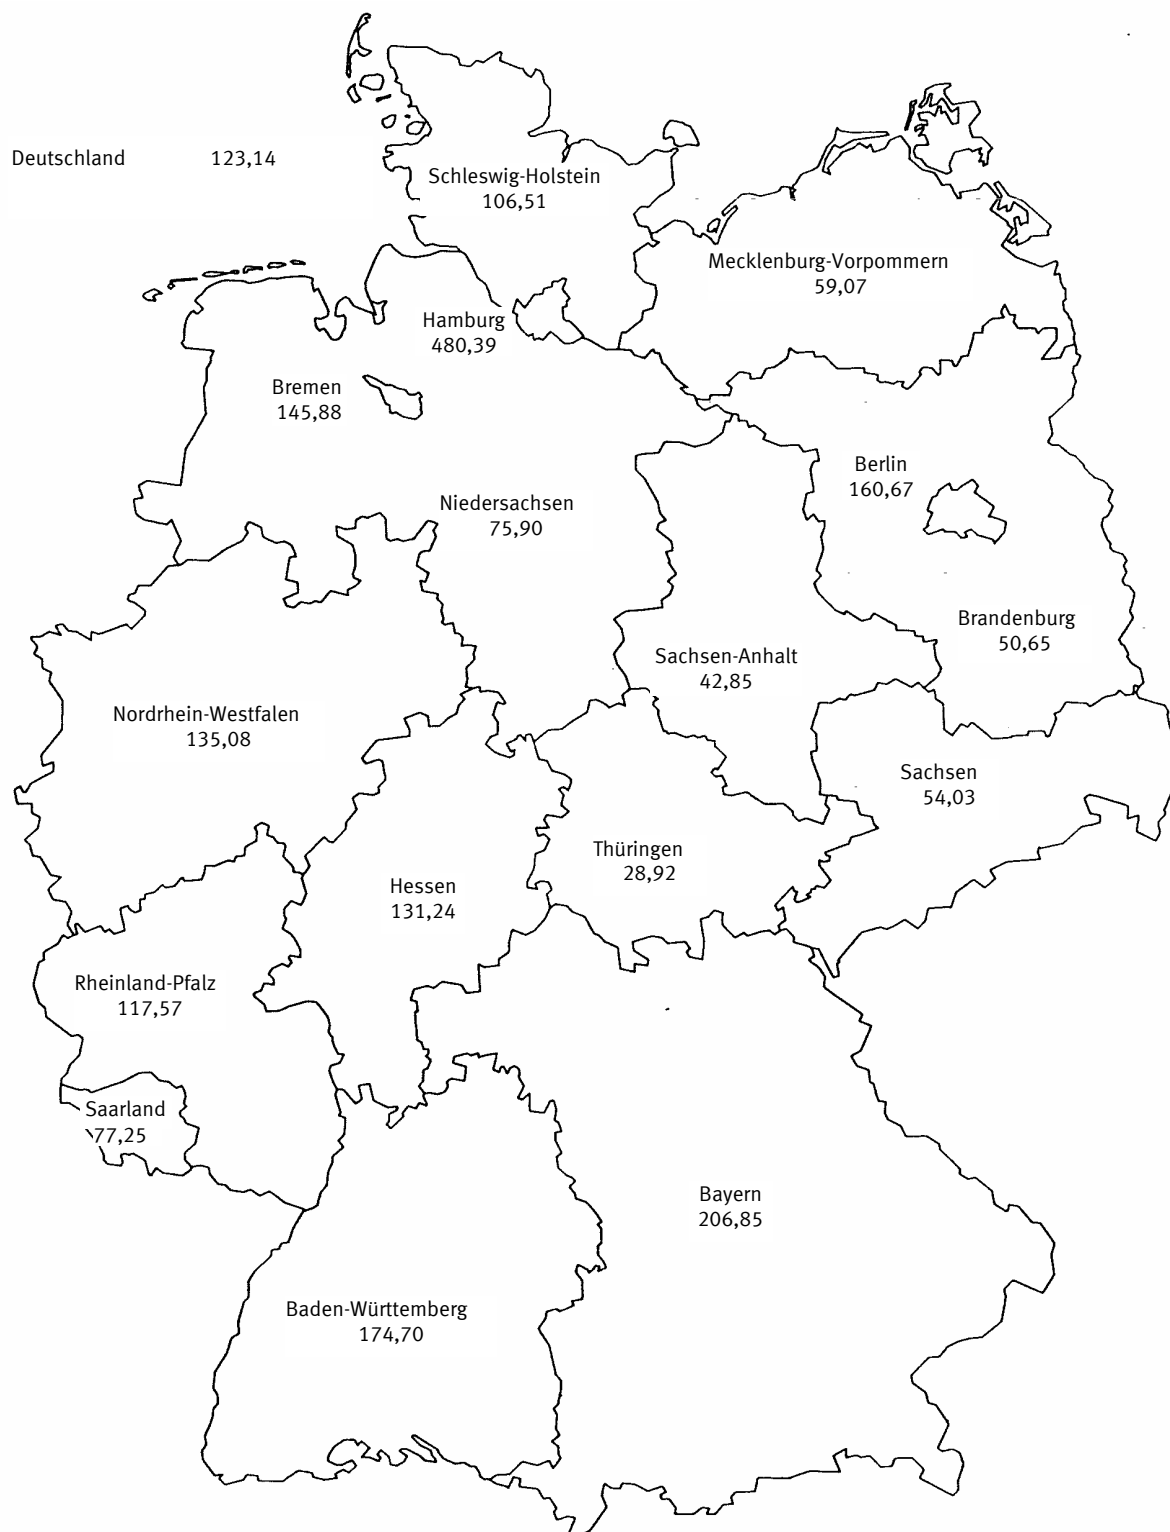 Deutschland 123,14
Schleswig-Holstein
106,51
Mecklenburg-Vorpommern
59,07
Hamburg
480,39
Bremen
145,88
Berlin
160,67
Niedersachsen
75,90
Brandenburg
50,65
Sachsen-Anhalt
42,85
Nordrhein-Westfalen
135,08
Sachsen
54,03
Thüringen
28,92
Hessen
131,24
Rheinland-Pfalz
117,57
Saarland
77,25
Bayern
206,85
Baden-Württemberg
174,70